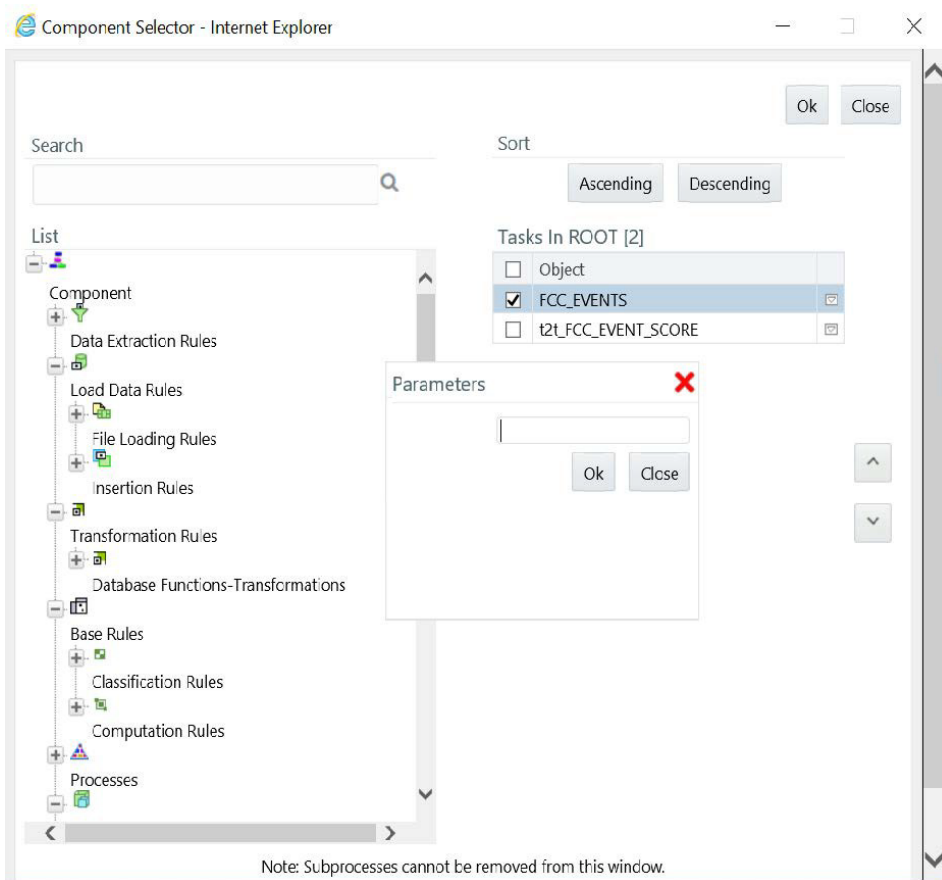 Component Selector - Internet Explorer
Ok
Close
Search
Sort
Ascending
Descending
List
Tasks In ROOT [2]
Object
FCC_EVENTS
t2t_FCC_EVENT_SCORE
Component
Data Extraction Rules
Load Data Rules
File Loading Rules
Insertion Rules
Transformation Rules
Database Functions-Transformations
Base Rules
Classification Rules
Computation Rules
Processes
Parameters
Ok
Close
Note: Subprocesses cannot be removed from this window.